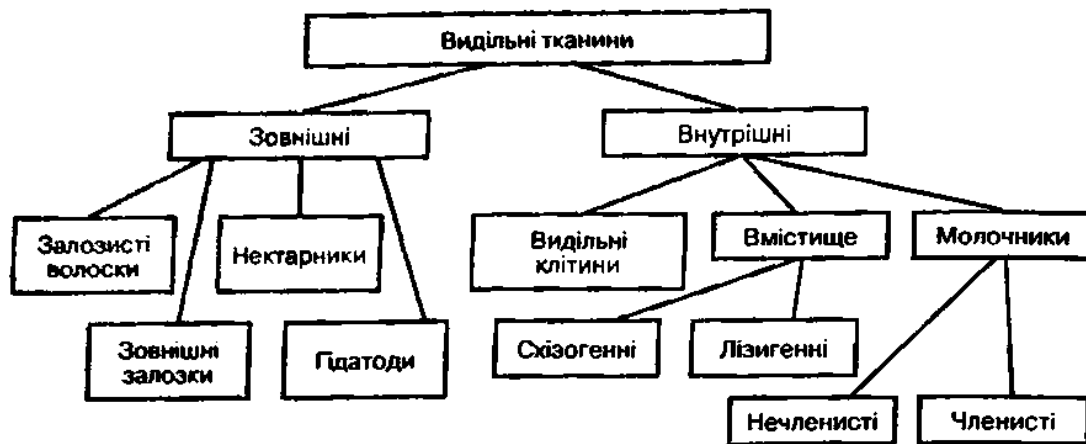 Видільні тканини
Зовнішні
Внутрішні
Залозисті
волоски
Нектарники
Видільні
клітини
Вмістище
Молочники
Зовнішні
залозки
Гідатоди
Схізогенні
Лізигенні
Нечленисті
Членисті